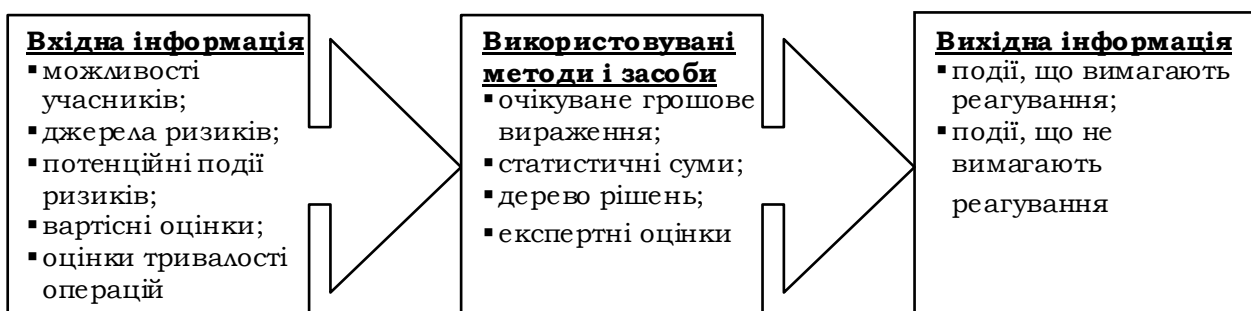 Вхідна інформація
▪ можливості
учасників;
▪ джерела ризиків;
▪ потенційні події
ризиків;
▪ вартісні оцінки;
▪ оцінки тривалості
операцій
Використовувані
методи і засоби
▪ очікуване грошове
вираження;
▪ статистичні суми;
▪ дерево рішень;
▪ експертні оцінки
Вихідна інформація
▪ події, що вимагають
реагування;
▪ події, що не
вимагають
реагування